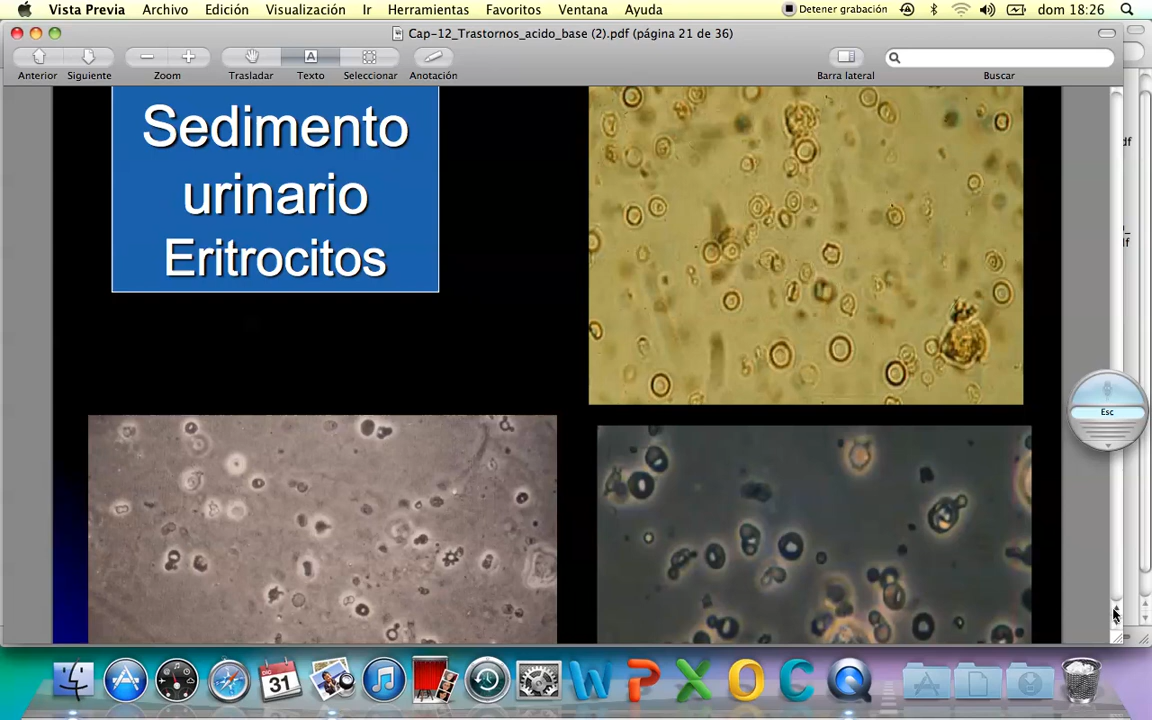 Vista Previa Archivo Edición Visualización Ir Herramientas Favoritos Ventana Ayuda Detener grabación dom 18:26
Cap-12_Trastornos_acido_base (2).pdf (página 21 de 36)
Anterior Siguiente Zoom Trasladar Texto Seleccionar Anotación Barra lateral Buscar
Sedimento
urinario
Eritrocitos
df
df
Esc
31